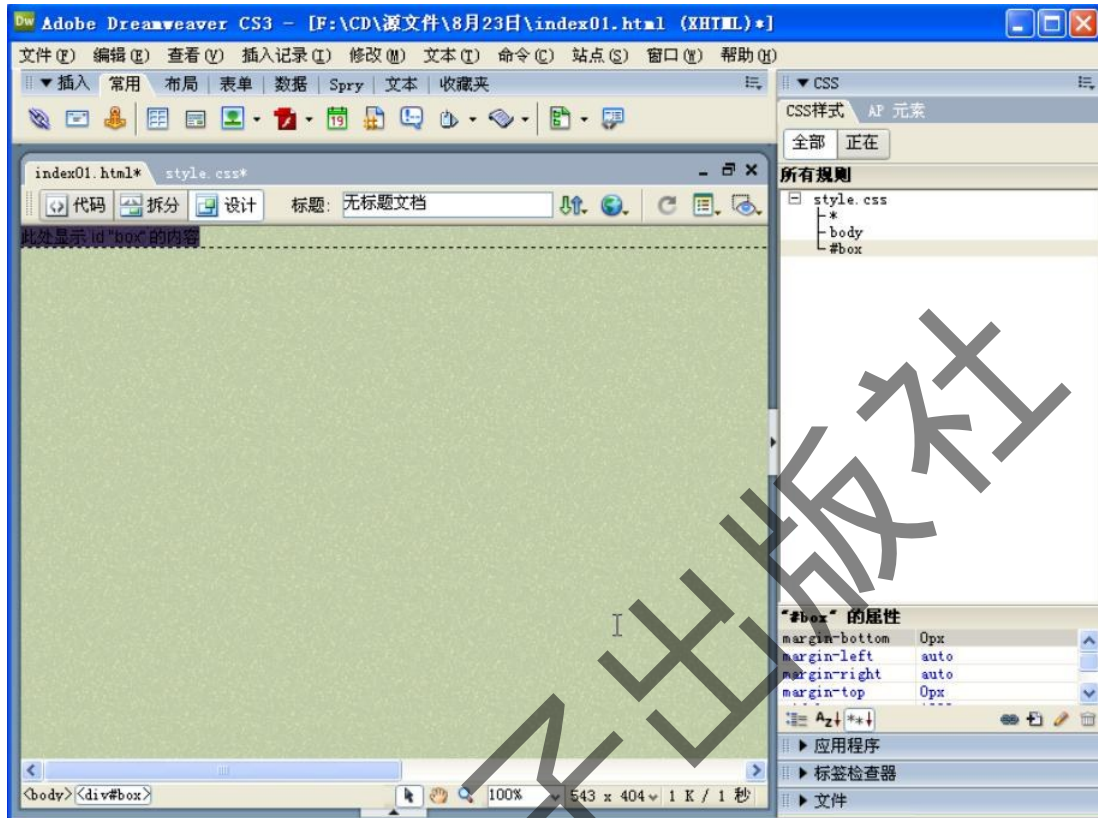 Dw Adobe Dreamweaver CS3 - [F:\CD\源文件\8月23日\index01.html (XHTML)*]
文件(F) 编辑(E) 查看(V) 插入记录(I) 修改(M) 文本(T) 命令(C) 站点(S) 窗口(W) 帮助(H)
▼插入 常用 布局 表单 数据 Spry 文本 收藏夹
19
index01.html* style.css*
代码 拆分 设计 标题: 无标题文档
此处显示 id "box" 的内容
<body> <div#box> 100% 543 x 404 1 K / 1 秒
▼ CSS
CSS样式 AP 元素
全部 正在
所有规则
style.css
*
body
#box
"#box" 的属性
margin-bottom 0px
margin-left auto
margin-right auto
margin-top 0px
AZ↓ **↓
▶ 应用程序
▶ 标签检查器
▶ 文件
子出版社